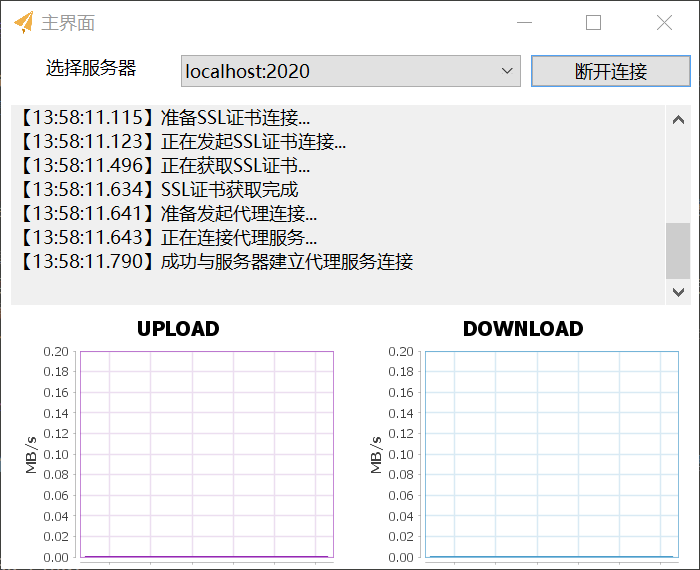 主界面
选择服务器
localhost:2020
断开连接
【13:58:11.115】准备SSL证书连接...
【13:58:11.123】正在发起SSL证书连接...
【13:58:11.496】正在获取SSL证书...
【13:58:11.634】SSL证书获取完成
【13:58:11.641】准备发起代理连接...
【13:58:11.643】正在连接代理服务...
【13:58:11.790】成功与服务器建立代理服务连接
UPLOAD
MB/s
0.20
0.18
0.16
0.14
0.12
0.10
0.08
0.06
0.04
0.02
0.00
DOWNLOAD
MB/s
0.20
0.18
0.16
0.14
0.12
0.10
0.08
0.06
0.04
0.02
0.00